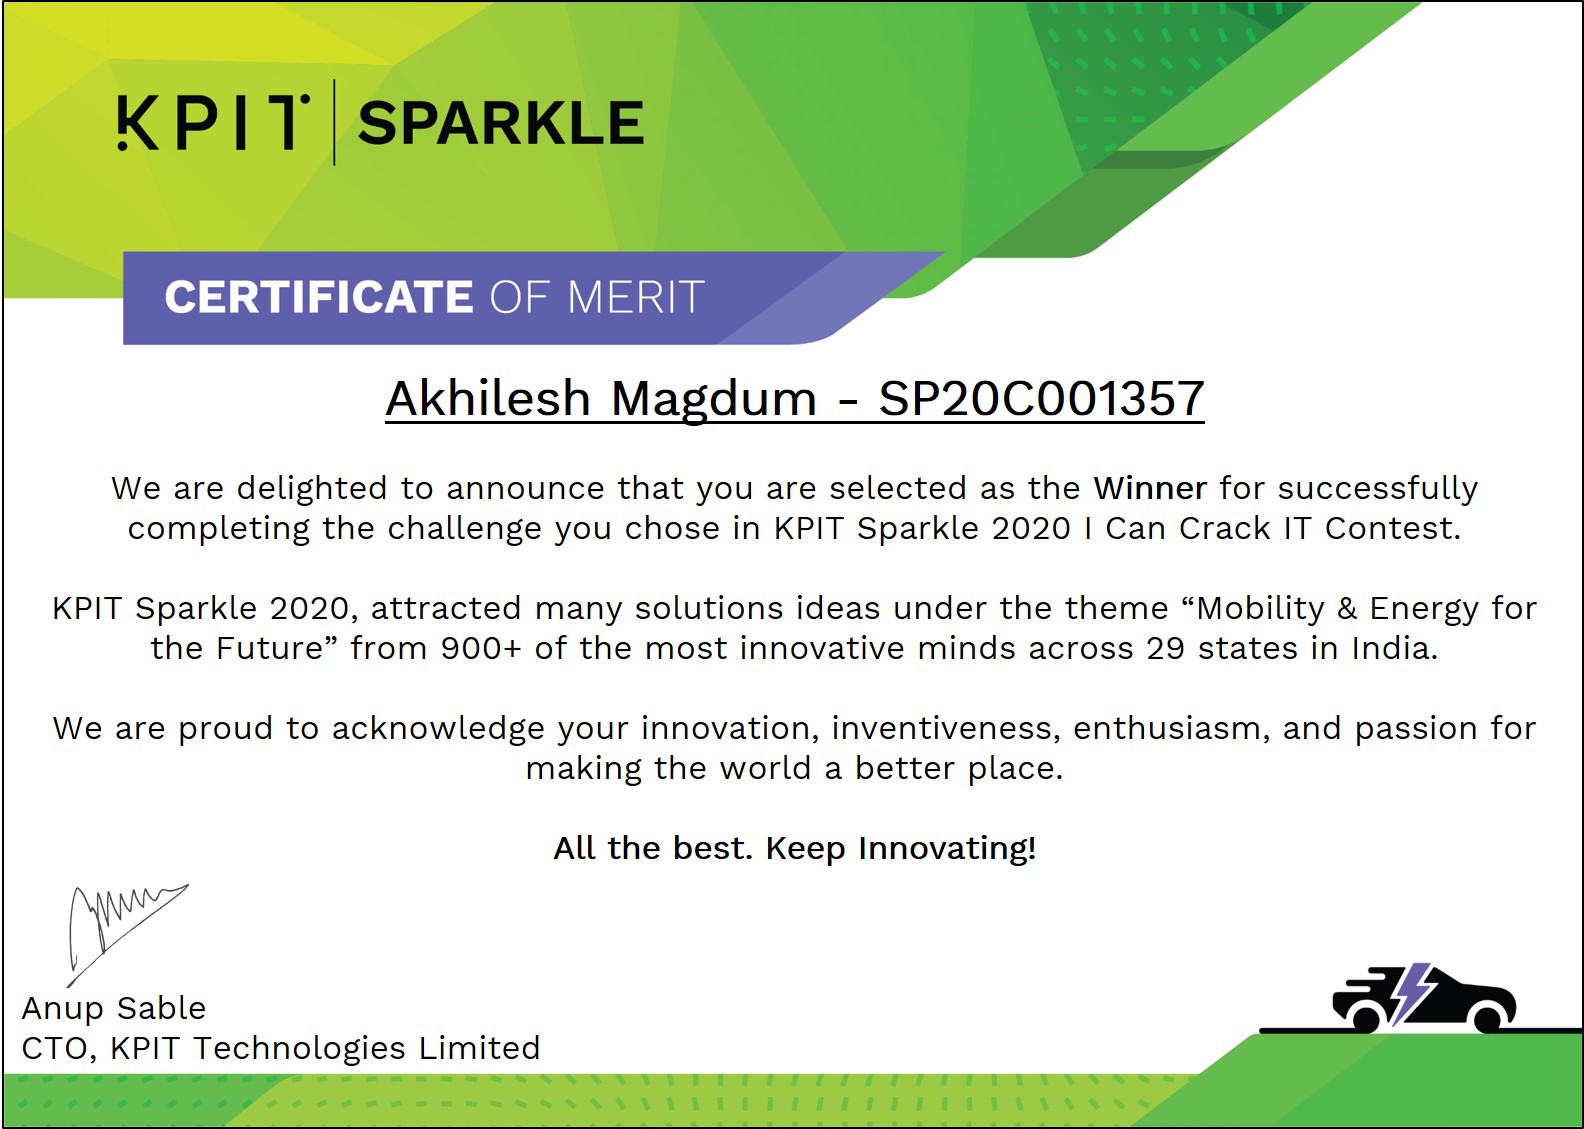 KPIT | SPARKLE
CERTIFICATE OF MERIT
Akhilesh Magdum - SP20C001357
We are delighted to announce that you are selected as the Winner for successfully
completing the challenge you chose in KPIT Sparkle 2020 I Can Crack IT Contest.
KPIT Sparkle 2020, attracted many solutions ideas under the theme “Mobility & Energy for
the Future” from 900+ of the most innovative minds across 29 states in India.
We are proud to acknowledge your innovation, inventiveness, enthusiasm, and passion for
making the world a better place.
All the best. Keep Innovating!
Anup Sable
CTO, KPIT Technologies Limited